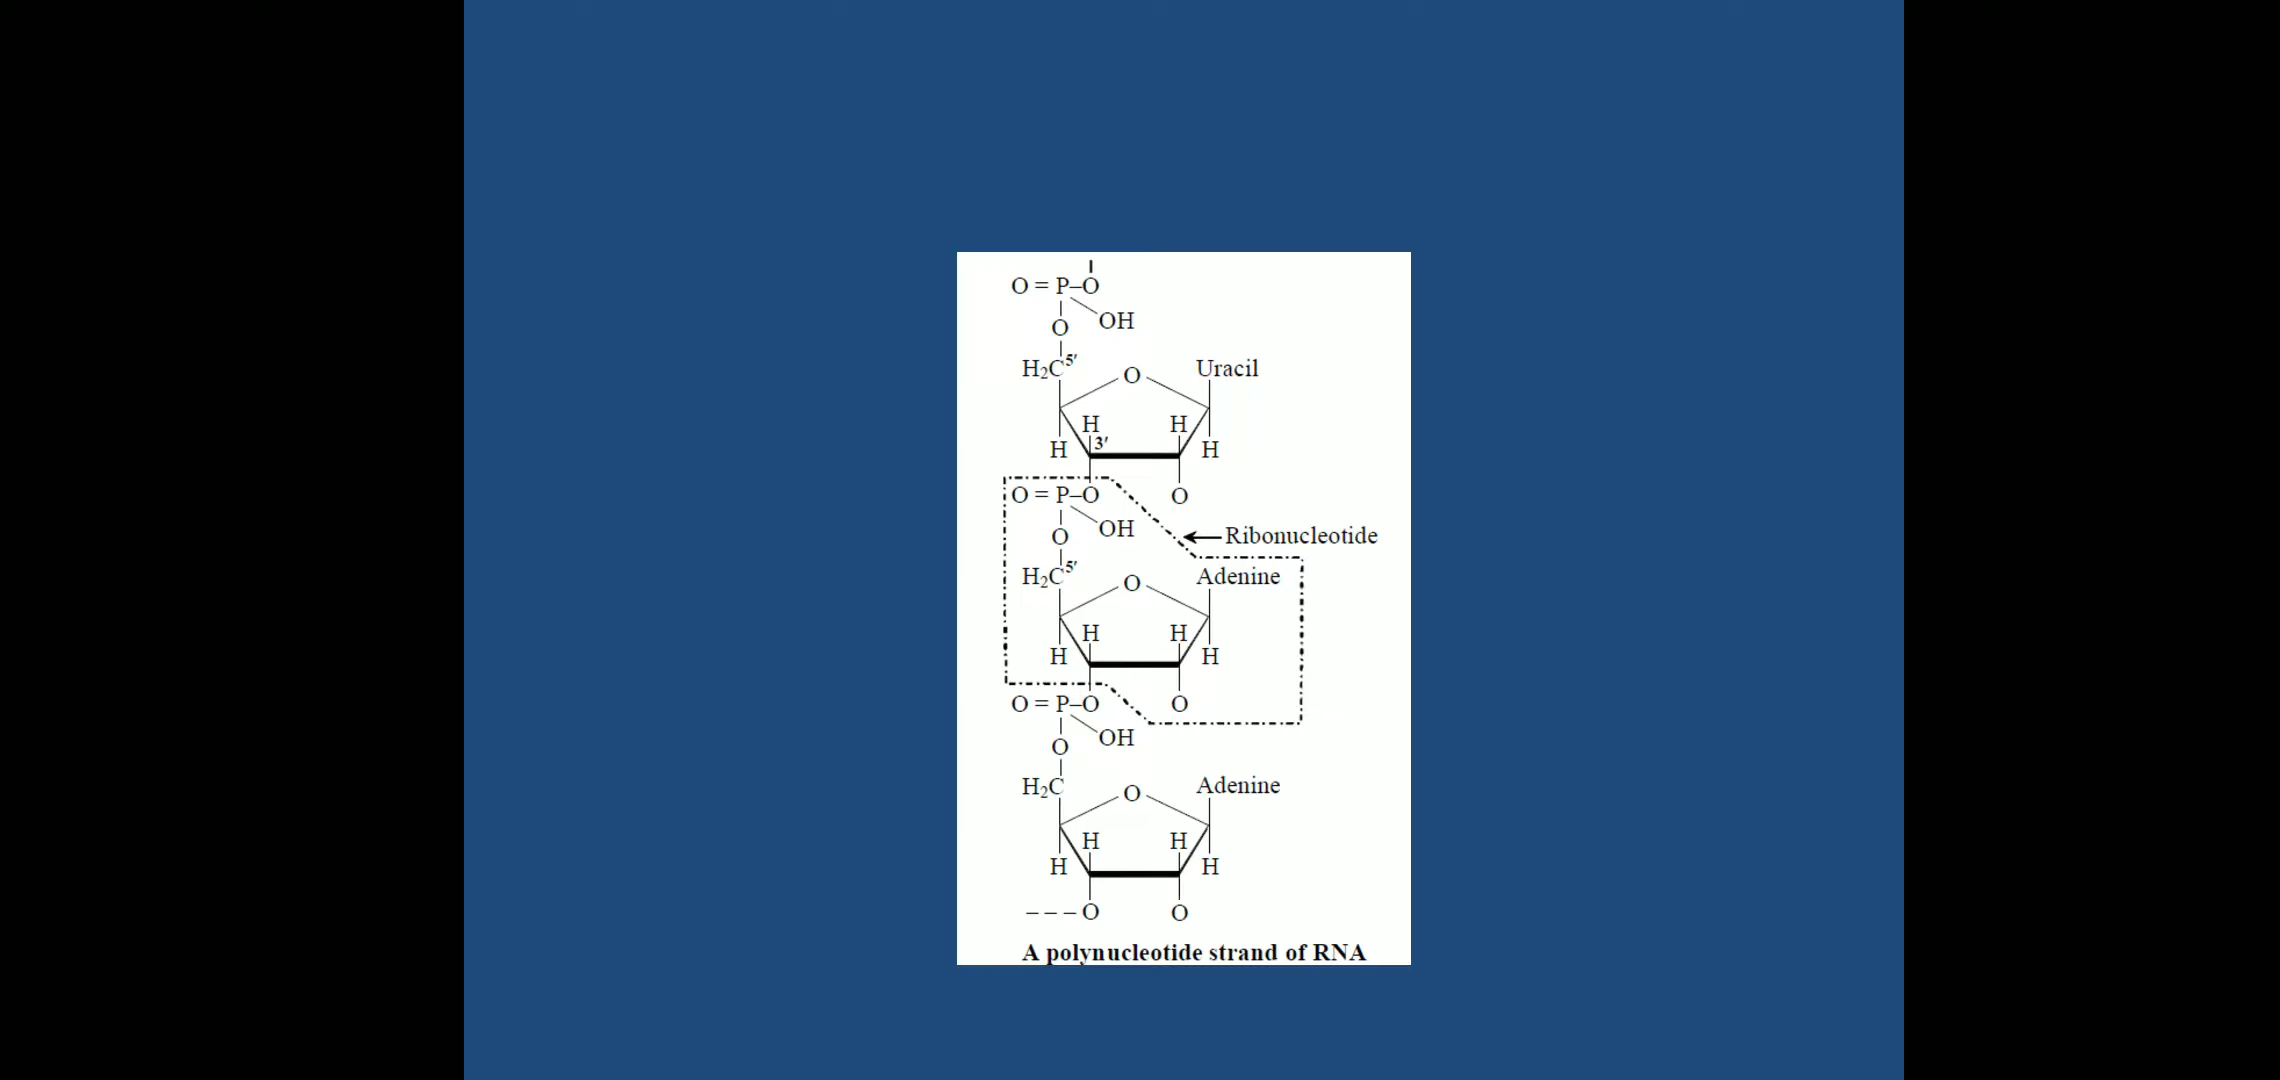 O = P–O
OH
O
H₂C5′
O
Uracil
H
H
3′
H
H
O = P–O
O
OH
Ribonucleotide
O
H₂C5′
O
Adenine
H
H
H
H
O = P–O
O
OH
O
H₂C
O
Adenine
H
H
H
H
– – – O
O
A polynucleotide strand of RNA